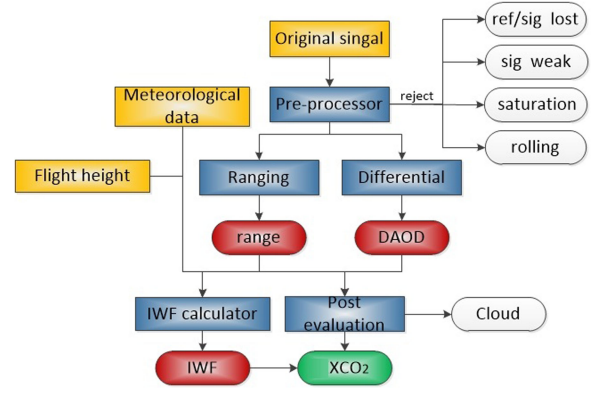 ref/sig lost
Original singal
sig weak
Meteorological
data
Pre-processor
reject
saturation
rolling
Flight height
Ranging
Differential
range
DAOD
IWF calculator
Post
evaluation
Cloud
IWF
XCO₂